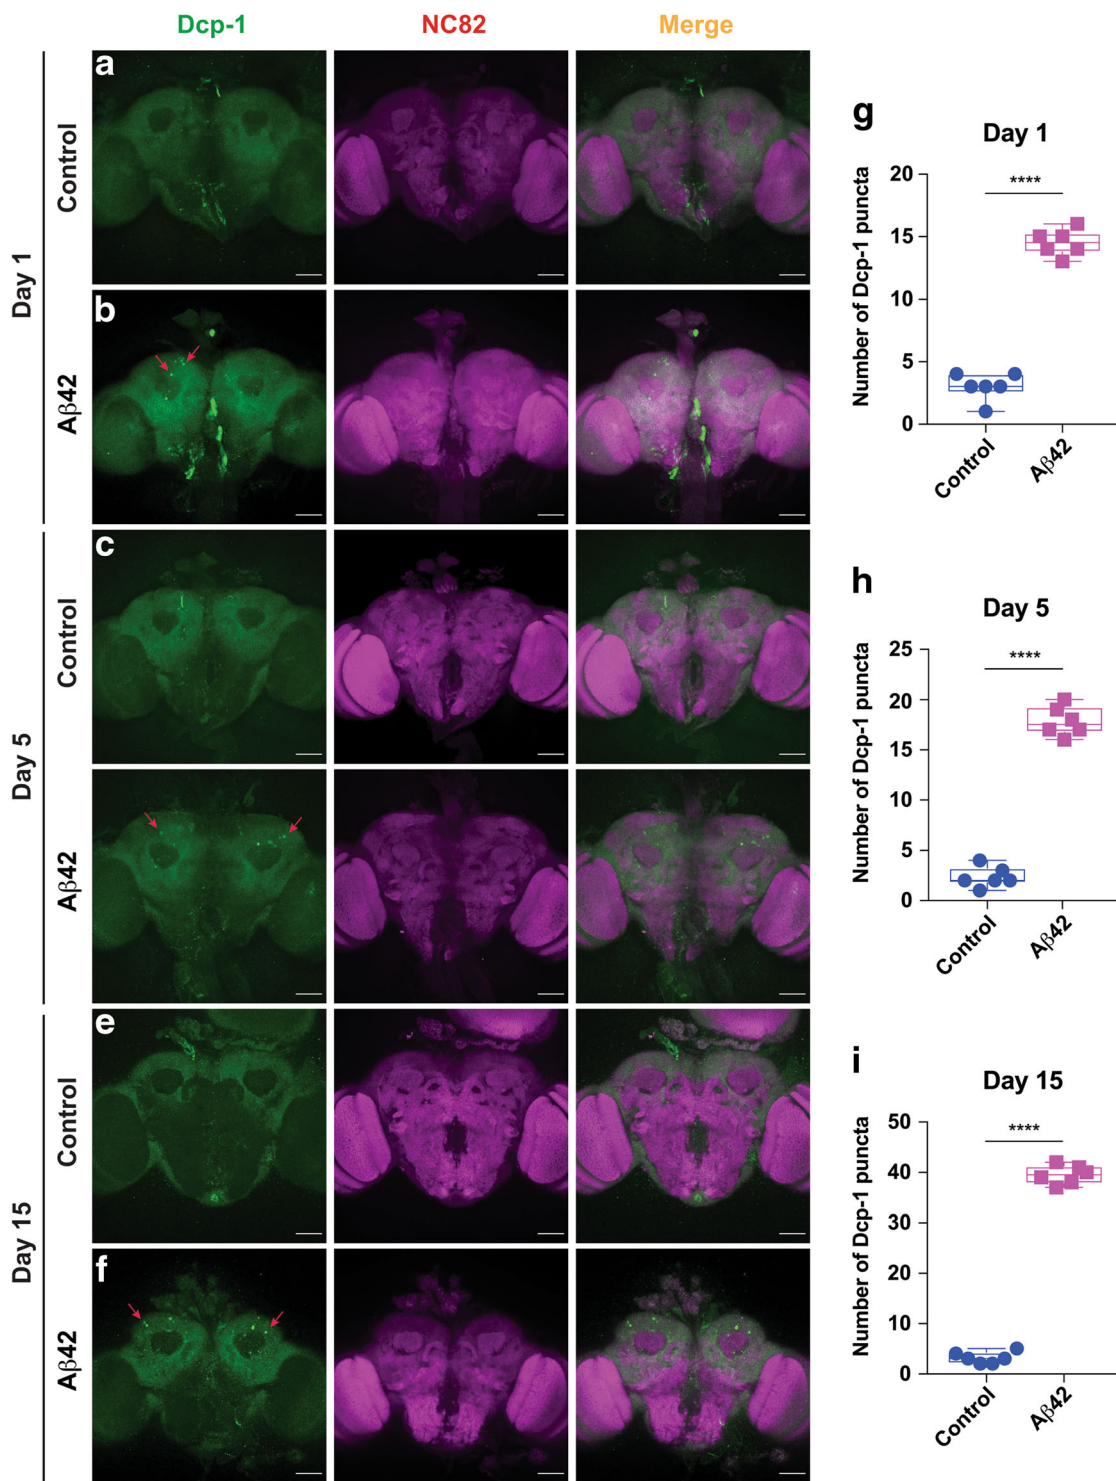 Dcp-1 NC82 Merge
Day 1
Control
a
Aβ42
b
Day 5
Control
c
Aβ42
Day 15
Control
e
Aβ42
f
g
Day 1
Number of Dcp-1 puncta
20
15
10
5
0
****
Control
Aβ42
h
Day 5
Number of Dcp-1 puncta
25
20
15
10
5
0
****
Control
Aβ42
i
Day 15
Number of Dcp-1 puncta
50
40
30
20
10
0
****
Control
Aβ42